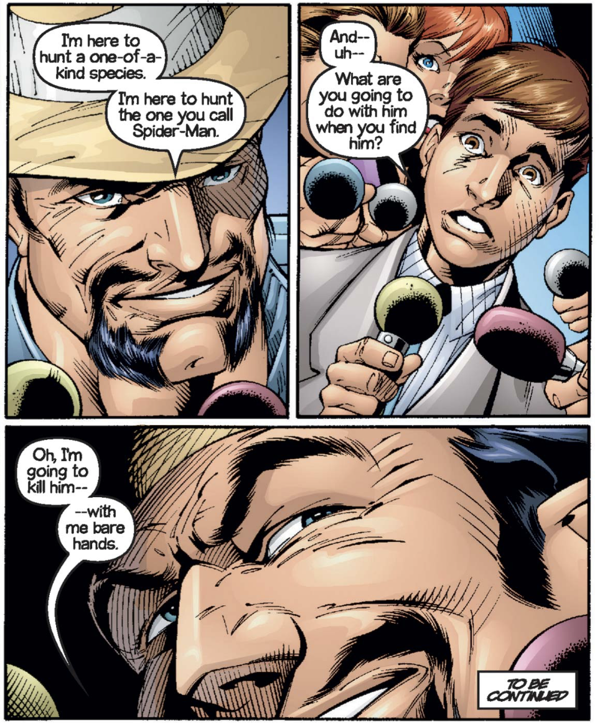 I'm here to
hunt a one-of-a-
kind species.
I'm here to hunt
the one you call
Spider-Man.
And--
uh--
What are
you going to
do with him
when you find
him?
Oh, I'm
going to
kill him--
--with
me bare
hands.
TO BE
CONTINUED